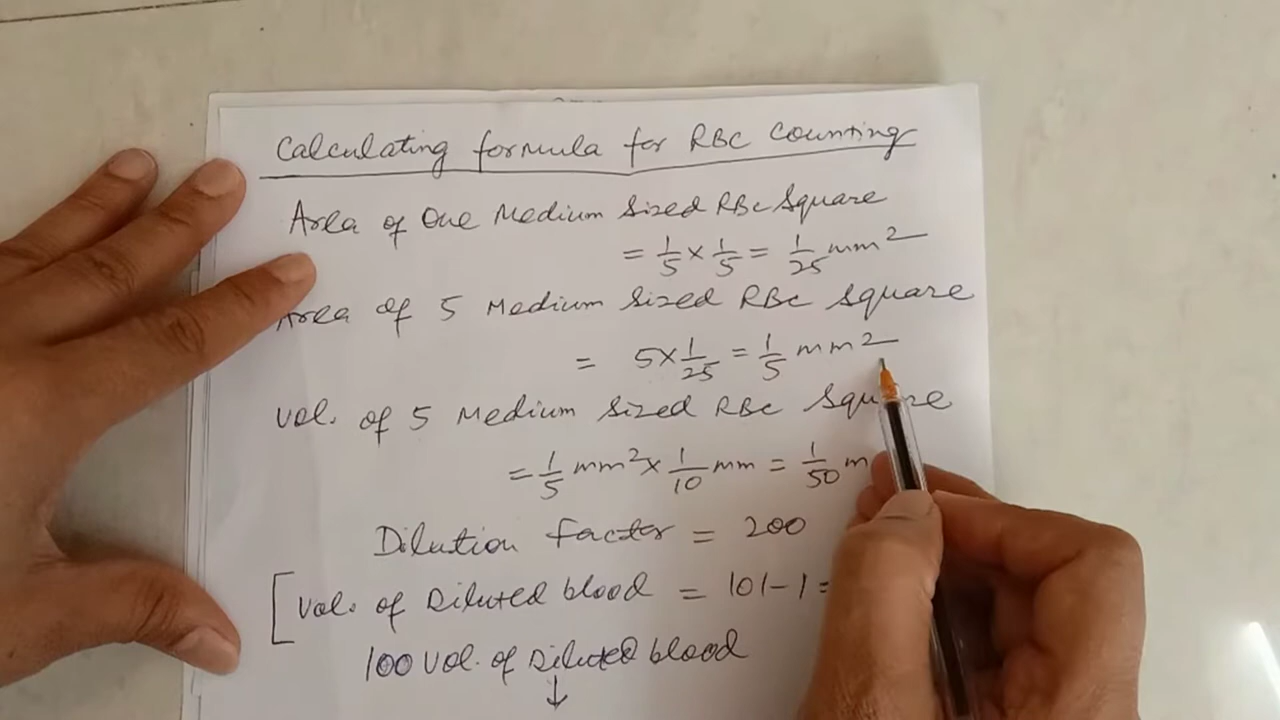 Calculating formula for RBC Counting
Area of One Medium Sized RBC Square
= 1/5 × 1/5 = 1/25 mm²
Area of 5 Medium Sized RBC Square
= 5 × 1/25 = 1/5 mm²
Vol. of 5 Medium Sized RBC Square
= 1/5 mm² × 1/10 mm = 1/50 m
Dilution factor = 200
[Vol. of Diluted blood = 101-1 =
100 Vol. of Diluted blood
↓